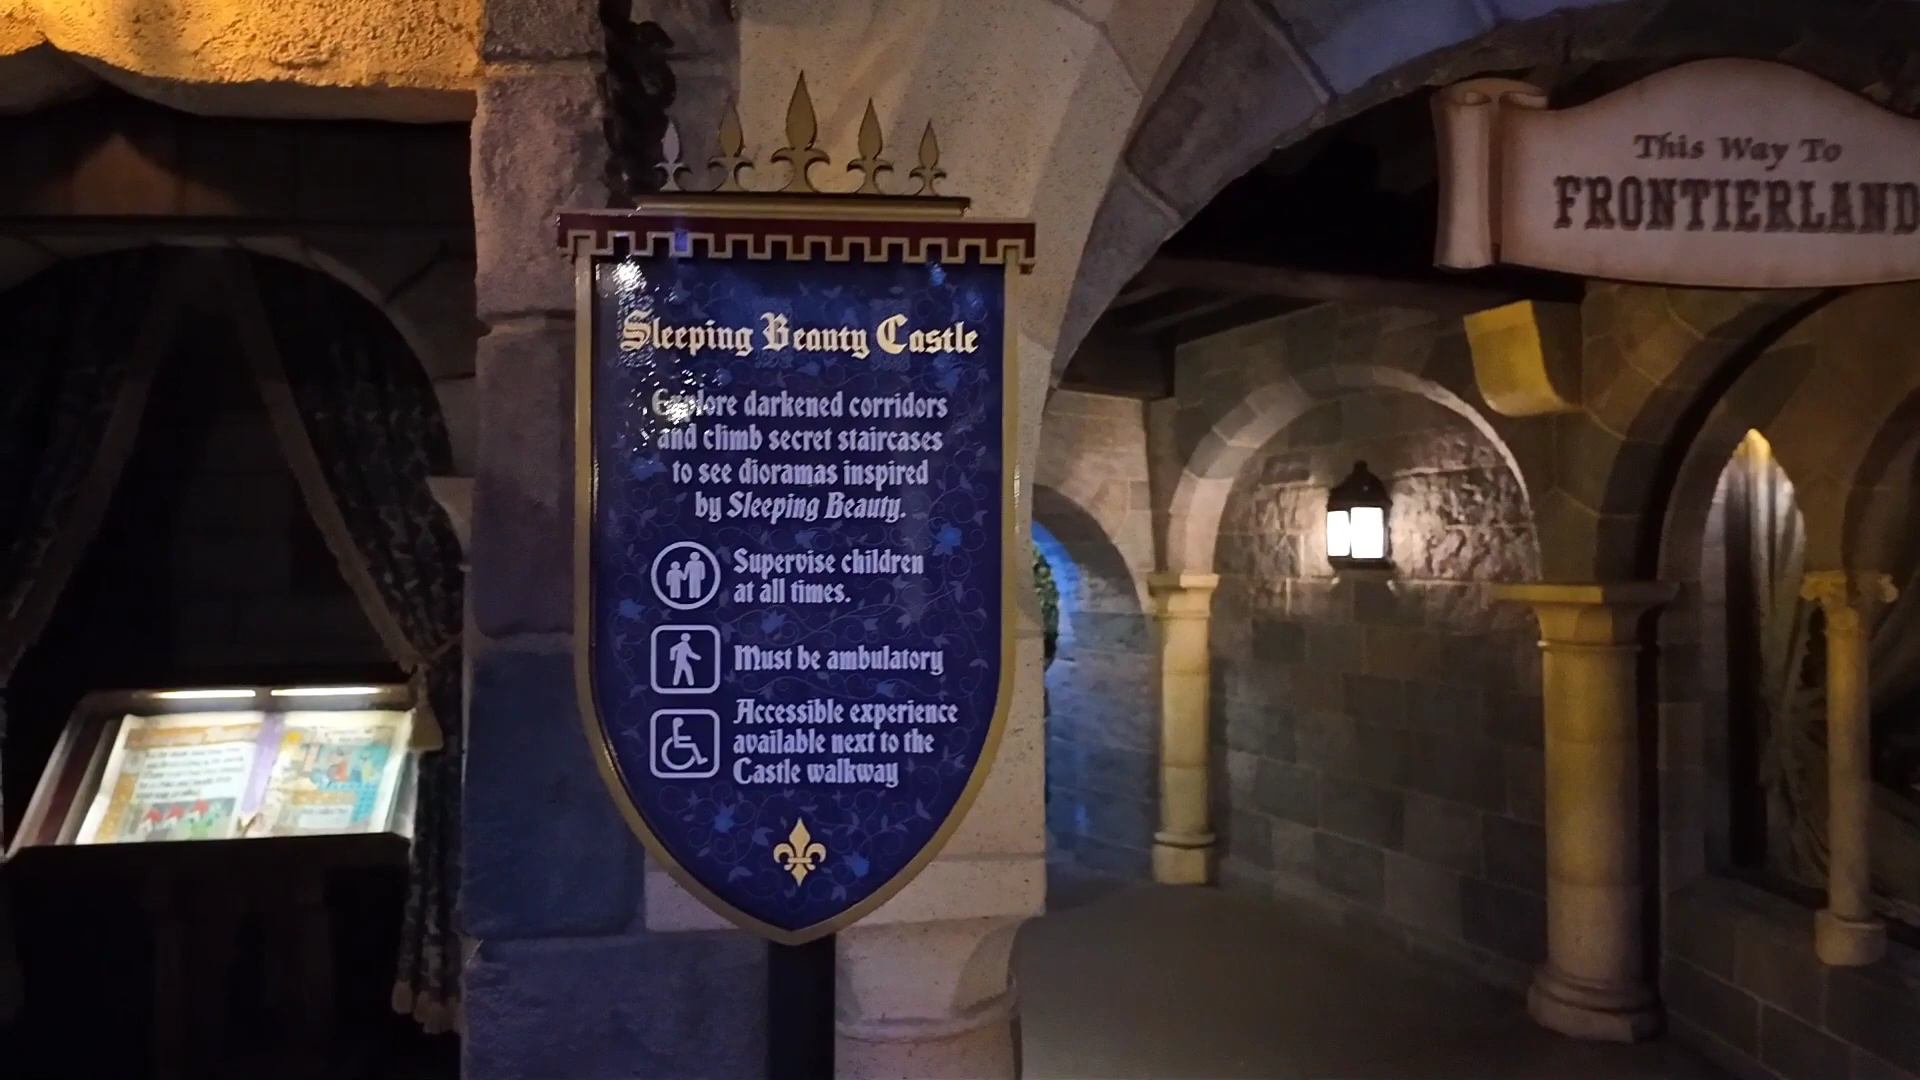 This Way To
FRONTIERLAND
Sleeping Beauty Castle
Explore darkened corridors
and climb secret staircases
to see dioramas inspired
by Sleeping Beauty.
Supervise children
at all times.
Must be ambulatory
Accessible experience
available next to the
Castle walkway